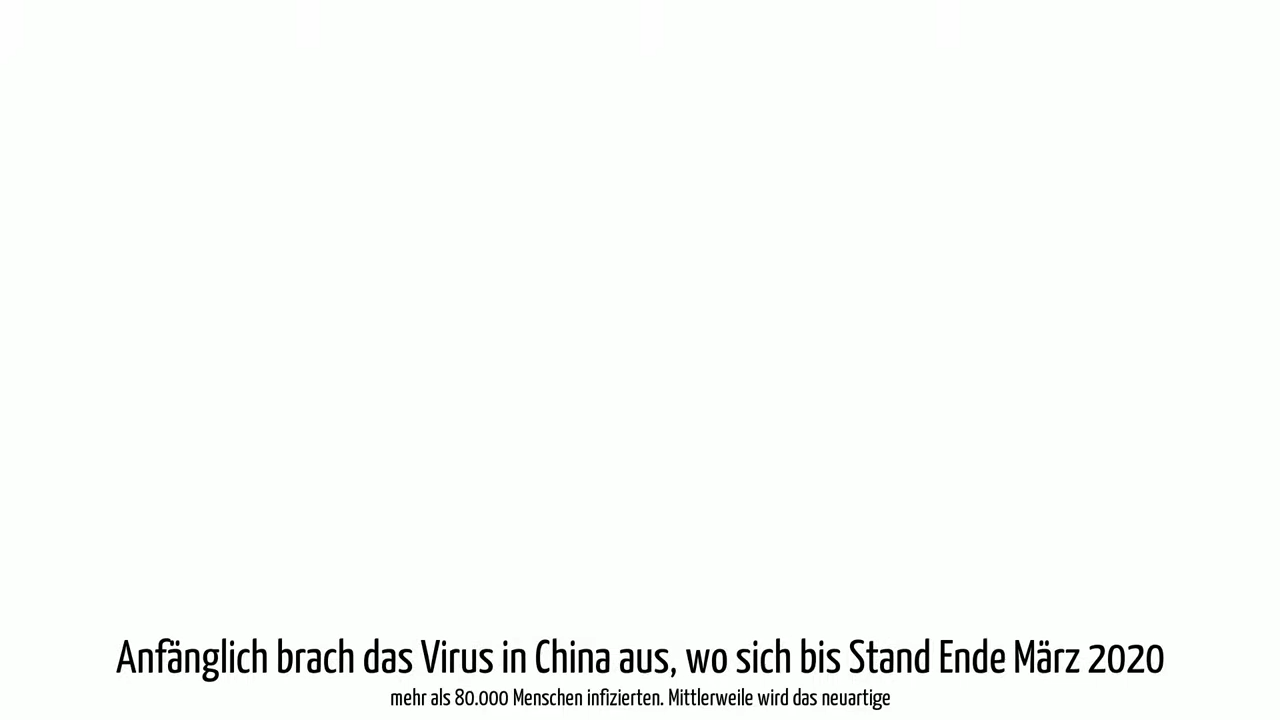 Anfänglich brach das Virus in China aus, wo sich bis Stand Ende März 2020
mehr als 80.000 Menschen infizierten. Mittlerweile wird das neuartige